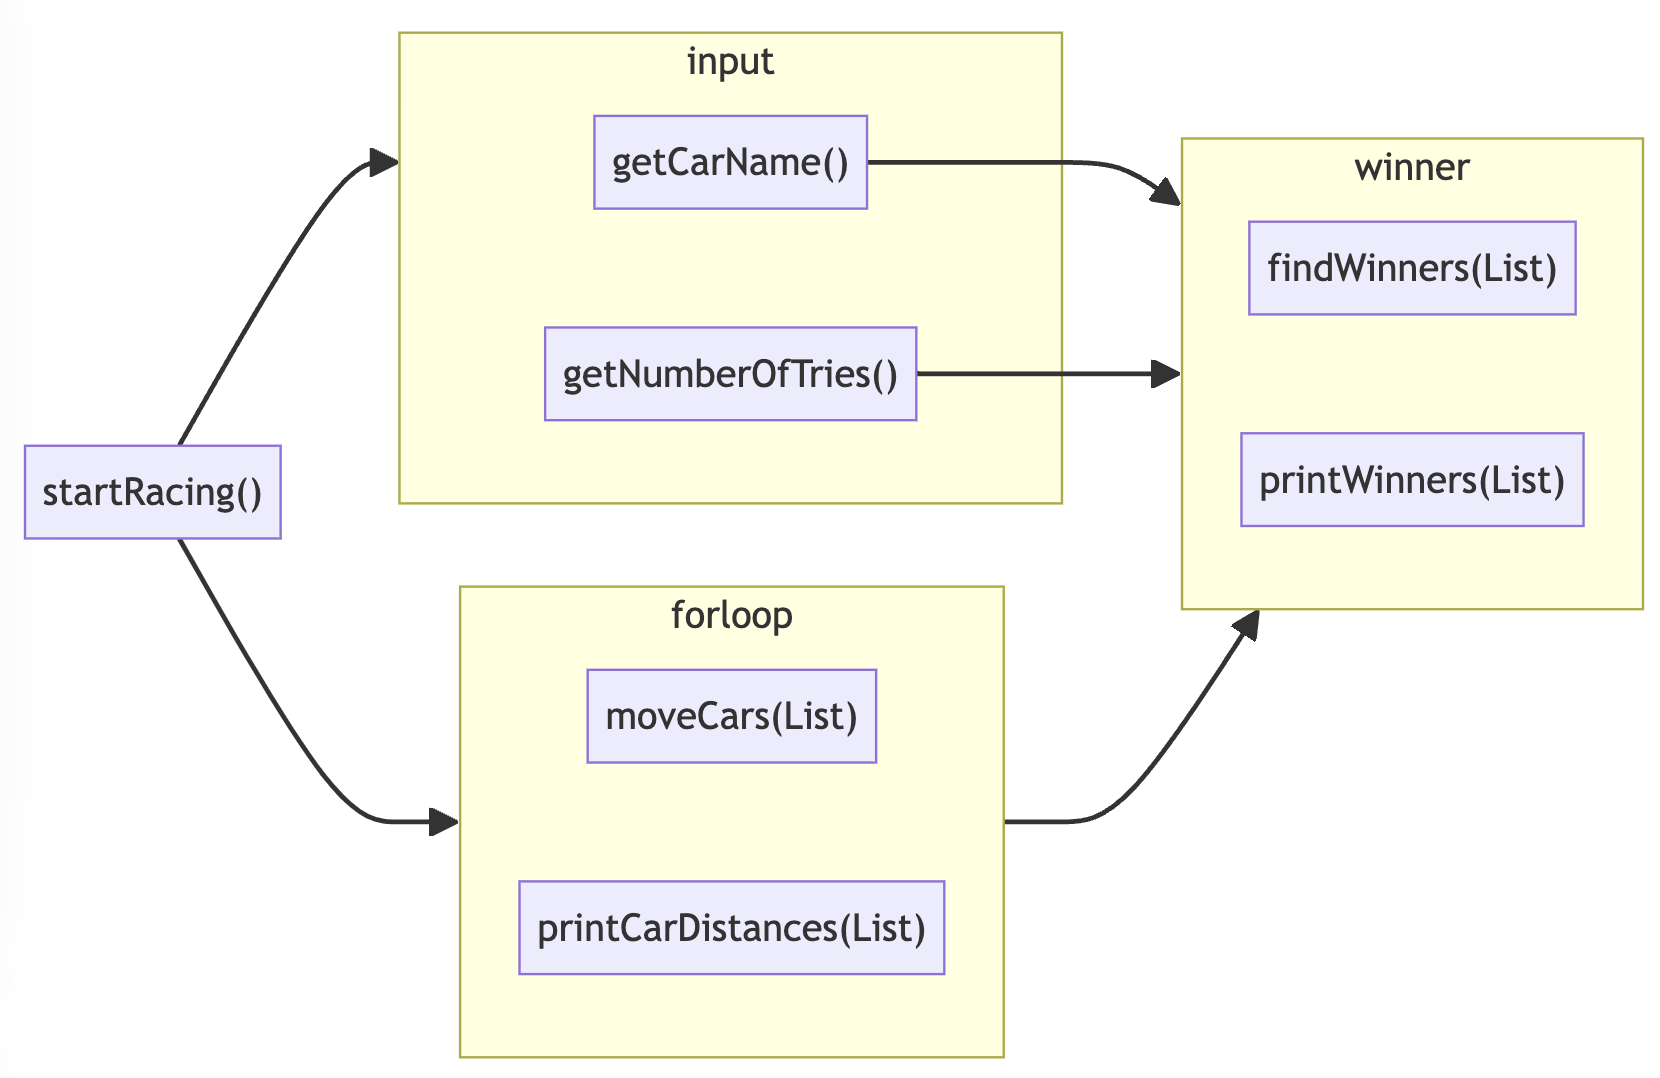 startRacing()
input
getCarName()
getNumberOfTries()
forloop
moveCars(List)
printCarDistances(List)
winner
findWinners(List)
printWinners(List)